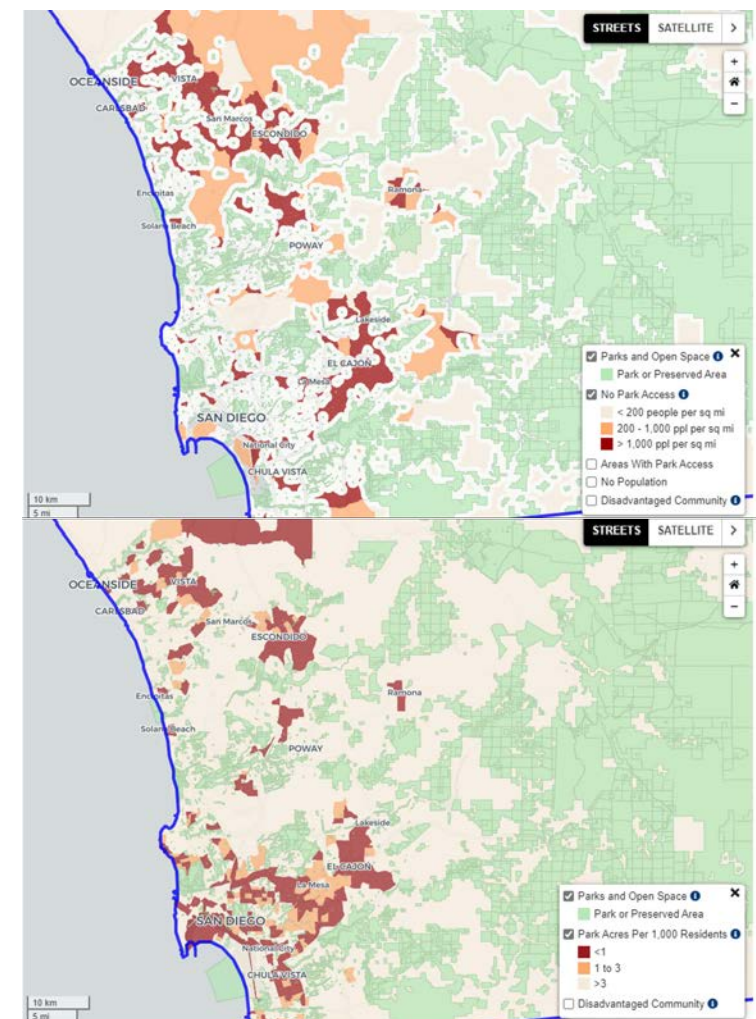 STREETS SATELLITE >
+
−
OCEANSIDE
VISTA
CARLSBAD
San Marcos
ESCONDIDO
Encinitas
Ramona
Solana Beach
POWAY
Lakeside
EL CAJON
La Mesa
SAN DIEGO
National City
CHULA VISTA
10 km
5 mi
Parks and Open Space
Park or Preserved Area
No Park Access
< 200 people per sq mi
200 - 1,000 ppl per sq mi
> 1,000 ppl per sq mi
Areas With Park Access
No Population
Disadvantaged Community
STREETS SATELLITE >
+
−
OCEANSIDE
VISTA
CARLSBAD
San Marcos
ESCONDIDO
Encinitas
Ramona
Solana Beach
POWAY
Lakeside
EL CAJON
La Mesa
SAN DIEGO
National City
CHULA VISTA
10 km
5 mi
Parks and Open Space
Park or Preserved Area
Park Acres Per 1,000 Residents
<1
1 to 3
>3
Disadvantaged Community